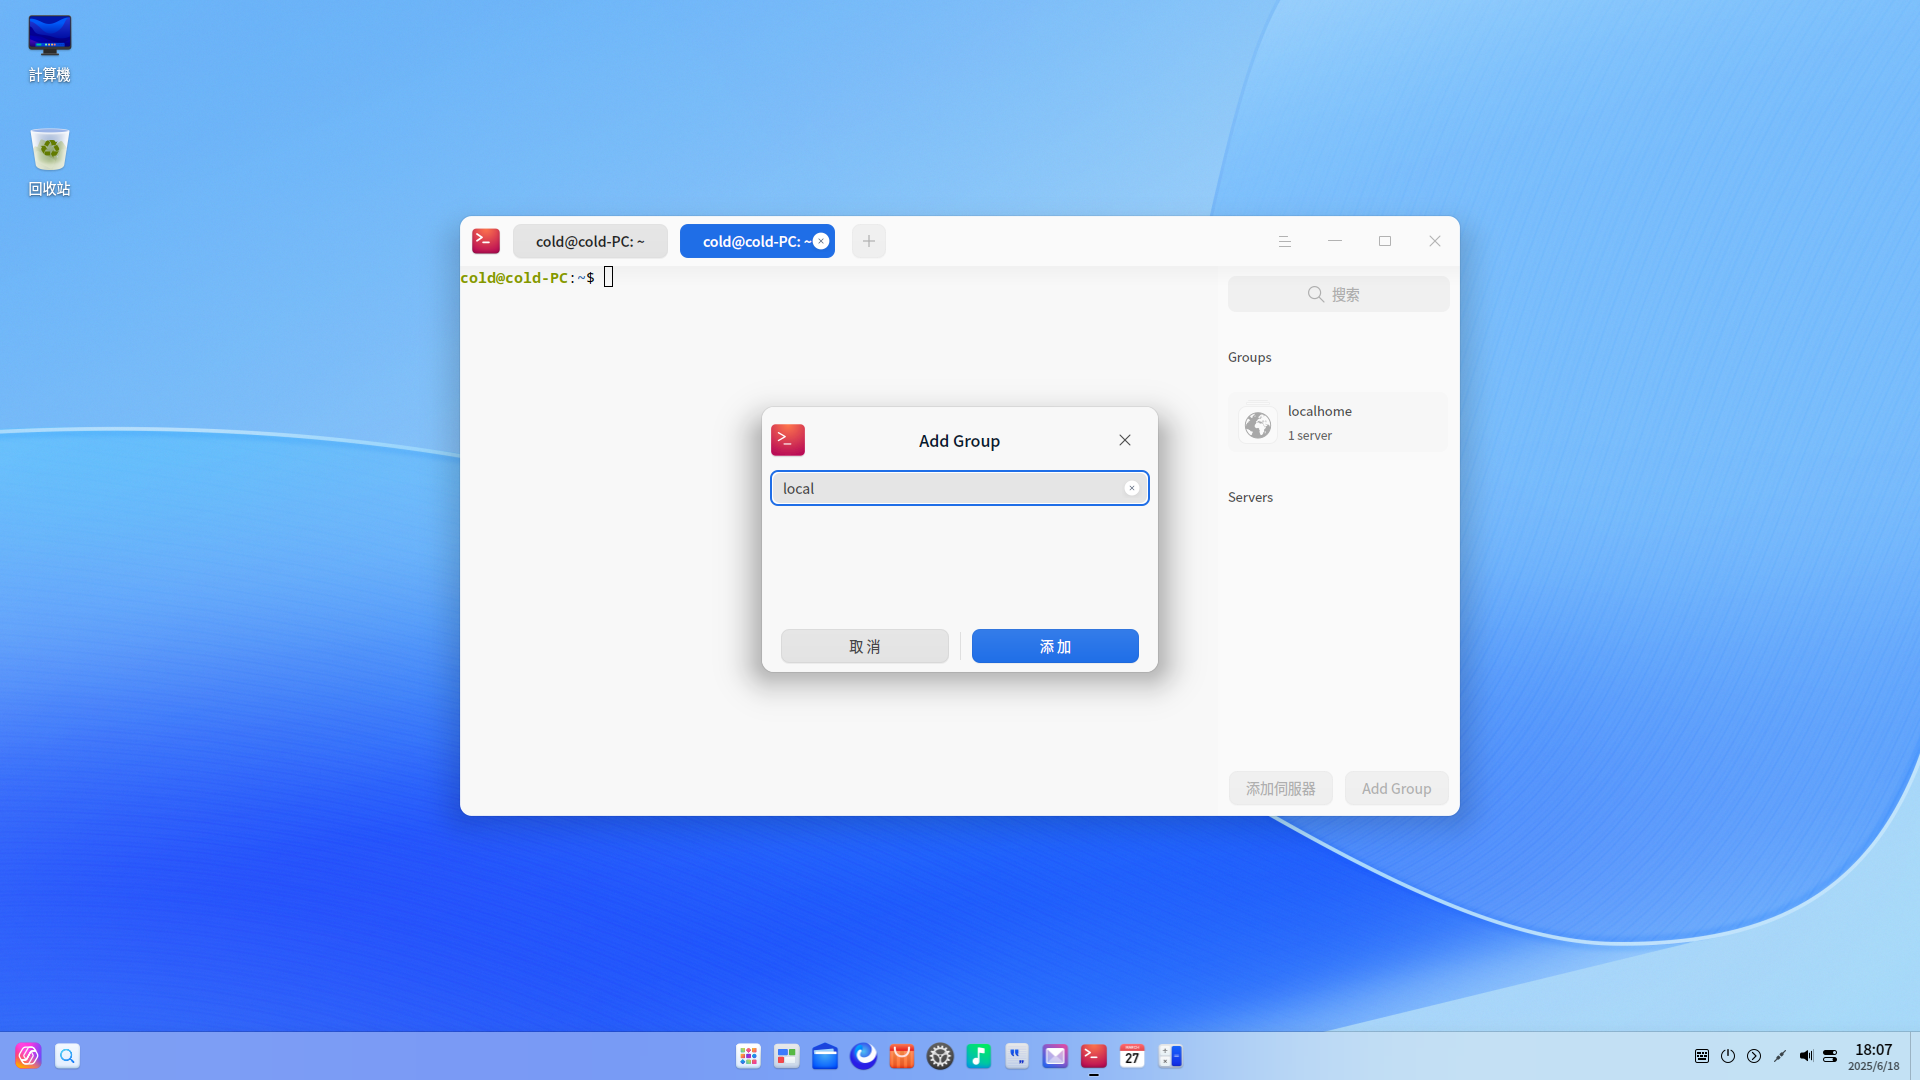 計算機
回收站
cold@cold-PC: ~
cold@cold-PC: ~
cold@cold-PC:~$
搜索
Groups
localhome
1 server
Servers
Add Group
local
取消
添加
添加伺服器
Add Group
MARCH
27
18:07
2025/6/18